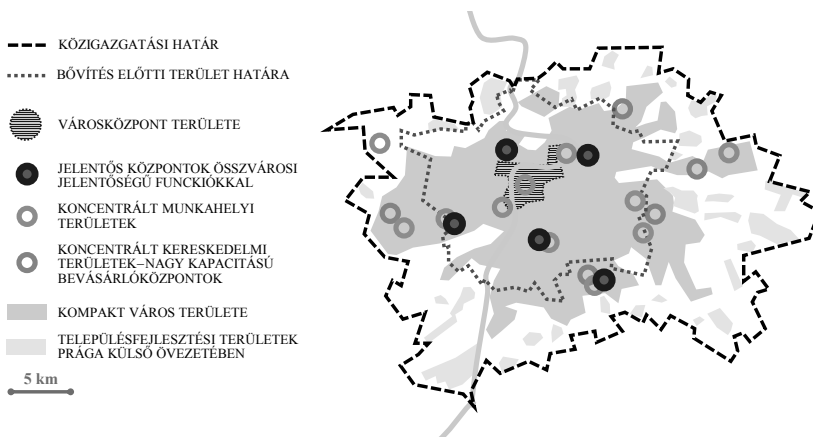 KÖZIGAZGATÁSI HATÁR
BŐVÍTÉS ELŐTTI TERÜLET HATÁRA
VÁROSKÖZPONT TERÜLETE
JELENTŐS KÖZPONTOK ÖSSZVÁROSI
JELENTŐSÉGŰ FUNCKIÓKKAL
KONCENTRÁLT MUNKAHELYI
TERÜLETEK
KONCENTRÁLT KERESKEDELMI
TERÜLETEK–NAGY KAPACITÁSÚ
BEVÁSÁRLÓKÖZPONTOK
KOMPAKT VÁROS TERÜLETE
TELEPÜLÉSFEJLESZTÉSI TERÜLETEK
PRÁGA KÜLSŐ ÖVEZETÉBEN
5 km